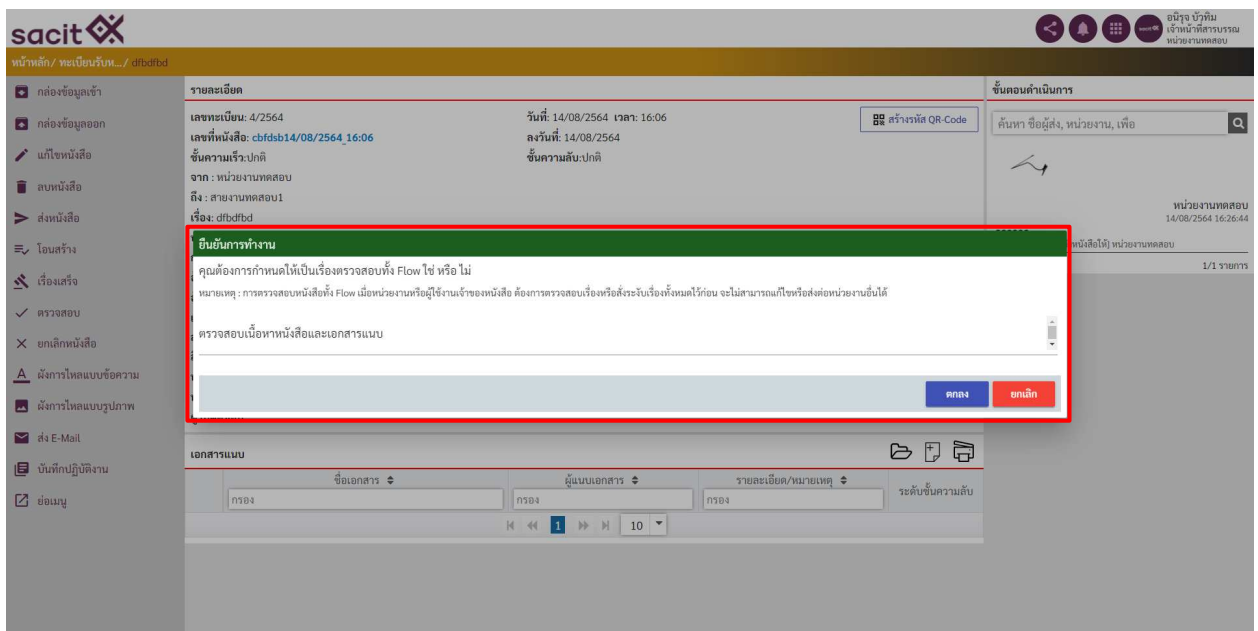 sacit
อนิรุจ บัวทิม
เจ้าหน้าที่สารบรรณ
หน่วยงานทดสอบ
หน้าหลัก/ ทะเบียนรับห.../ dfbdfbd
กล่องข้อมูลเข้า
กล่องข้อมูลออก
แก้ไขหนังสือ
ลบหนังสือ
ส่งหนังสือ
โอนสร้าง
เรื่องเสร็จ
ตรวจสอบ
ยกเลิกหนังสือ
ผังการไหลแบบข้อความ
ผังการไหลแบบรูปภาพ
ส่ง E-Mail
บันทึกปฏิบัติงาน
ย่อเมนู
รายละเอียด
เลขทะเบียน: 4/2564 วันที่: 14/08/2564 เวลา: 16:06
สร้างรหัส QR-Code
เลขที่หนังสือ: cbfdsb14/08/2564_16:06 ลงวันที่: 14/08/2564
ชั้นความเร็ว:ปกติ ชั้นความลับ:ปกติ
จาก : หน่วยงานทดสอบ
ถึง : สายงานทดสอบ1
เรื่อง: dfbdfbd
ยืนยันการทำงาน
คุณต้องการกำหนดให้เป็นเรื่องตรวจสอบทั้ง Flow ใช่ หรือ ไม่
หมายเหตุ : การตรวจสอบหนังสือทั้ง Flow เมื่อหน่วยงานหรือผู้ใช้งานเจ้าของหนังสือ ต้องการตรวจสอบเรื่องหรือสั่งระงับเรื่องทั้งหมดไว้ก่อน จะไม่สามารถแก้ไขหรือส่งต่อหน่วยงานอื่นได้
ตรวจสอบเนื้อหาหนังสือและเอกสารแนบ
ตกลง ยกเลิก
เอกสารแนบ
ชื่อเอกสาร ผู้แนบเอกสาร รายละเอียด/หมายเหตุ ระดับชั้นความลับ
กรอง กรอง กรอง
1 10
ขั้นตอนดำเนินการ
ค้นหา ชื่อผู้ส่ง, หน่วยงาน, เพื่อ
หน่วยงานทดสอบ
14/08/2564 16:26:44
หนังสือให้) หน่วยงานทดสอบ
1/1 รายการ